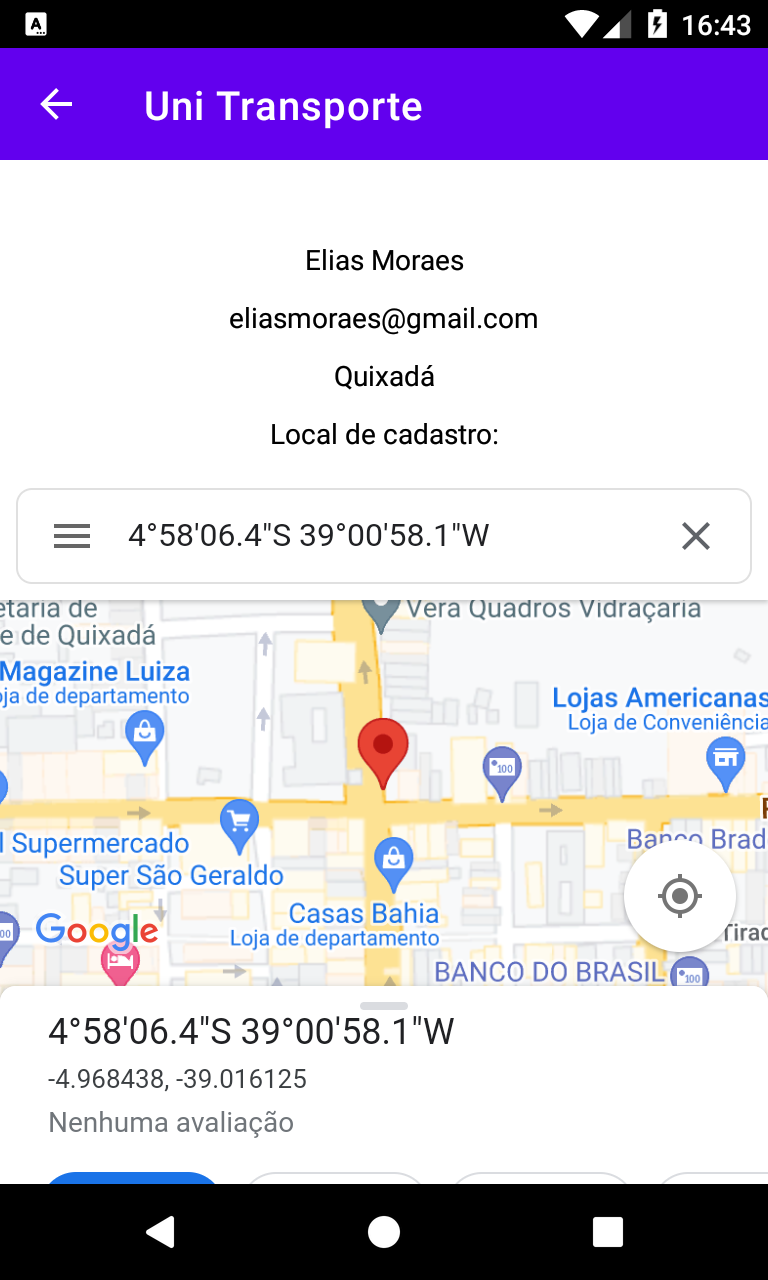 16:43
Uni Transporte
Elias Moraes
eliasmoraes@gmail.com
Quixadá
Local de cadastro:
4°58'06.4"S 39°00'58.1"W
etaria de
e de Quixadá
Vera Quadros Vidraçaria
Magazine Luiza
oja de departamento
Lojas Americanas
Loja de Conveniência
100
l Supermercado
Super São Geraldo
Banco Brad
Casas Bahia
Loja de departamento
Google
00
Tirad
BANCO DO BRASIL
100
4°58'06.4"S 39°00'58.1"W
-4.968438, -39.016125
Nenhuma avaliação